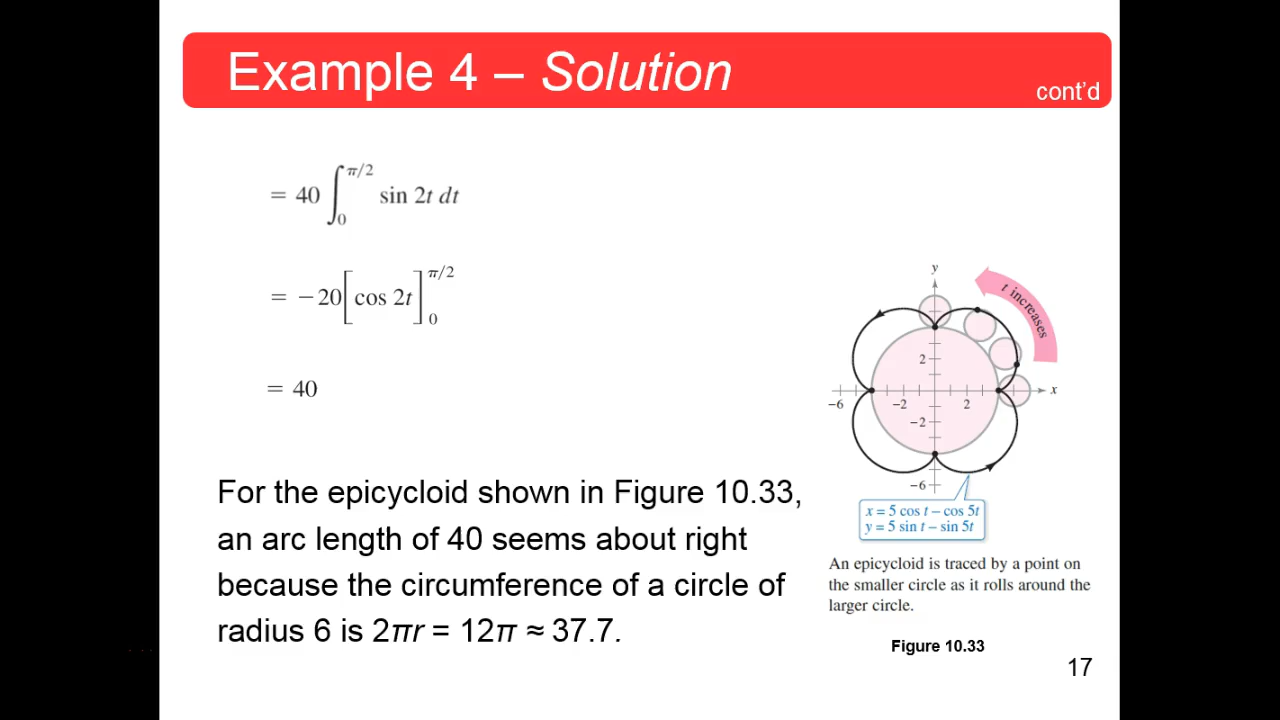 Example 4 – Solution
cont'd
= 40 ∫₀^π/2 sin 2t dt
= −20[cos 2t]₀^π/2
= 40
For the epicycloid shown in Figure 10.33,
an arc length of 40 seems about right
because the circumference of a circle of
radius 6 is 2πr = 12π ≈ 37.7.
y
t increases
2
x
−6
−2
2
−2
−6
x = 5 cos t – cos 5t
y = 5 sin t – sin 5t
An epicycloid is traced by a point on
the smaller circle as it rolls around the
larger circle.
Figure 10.33
17